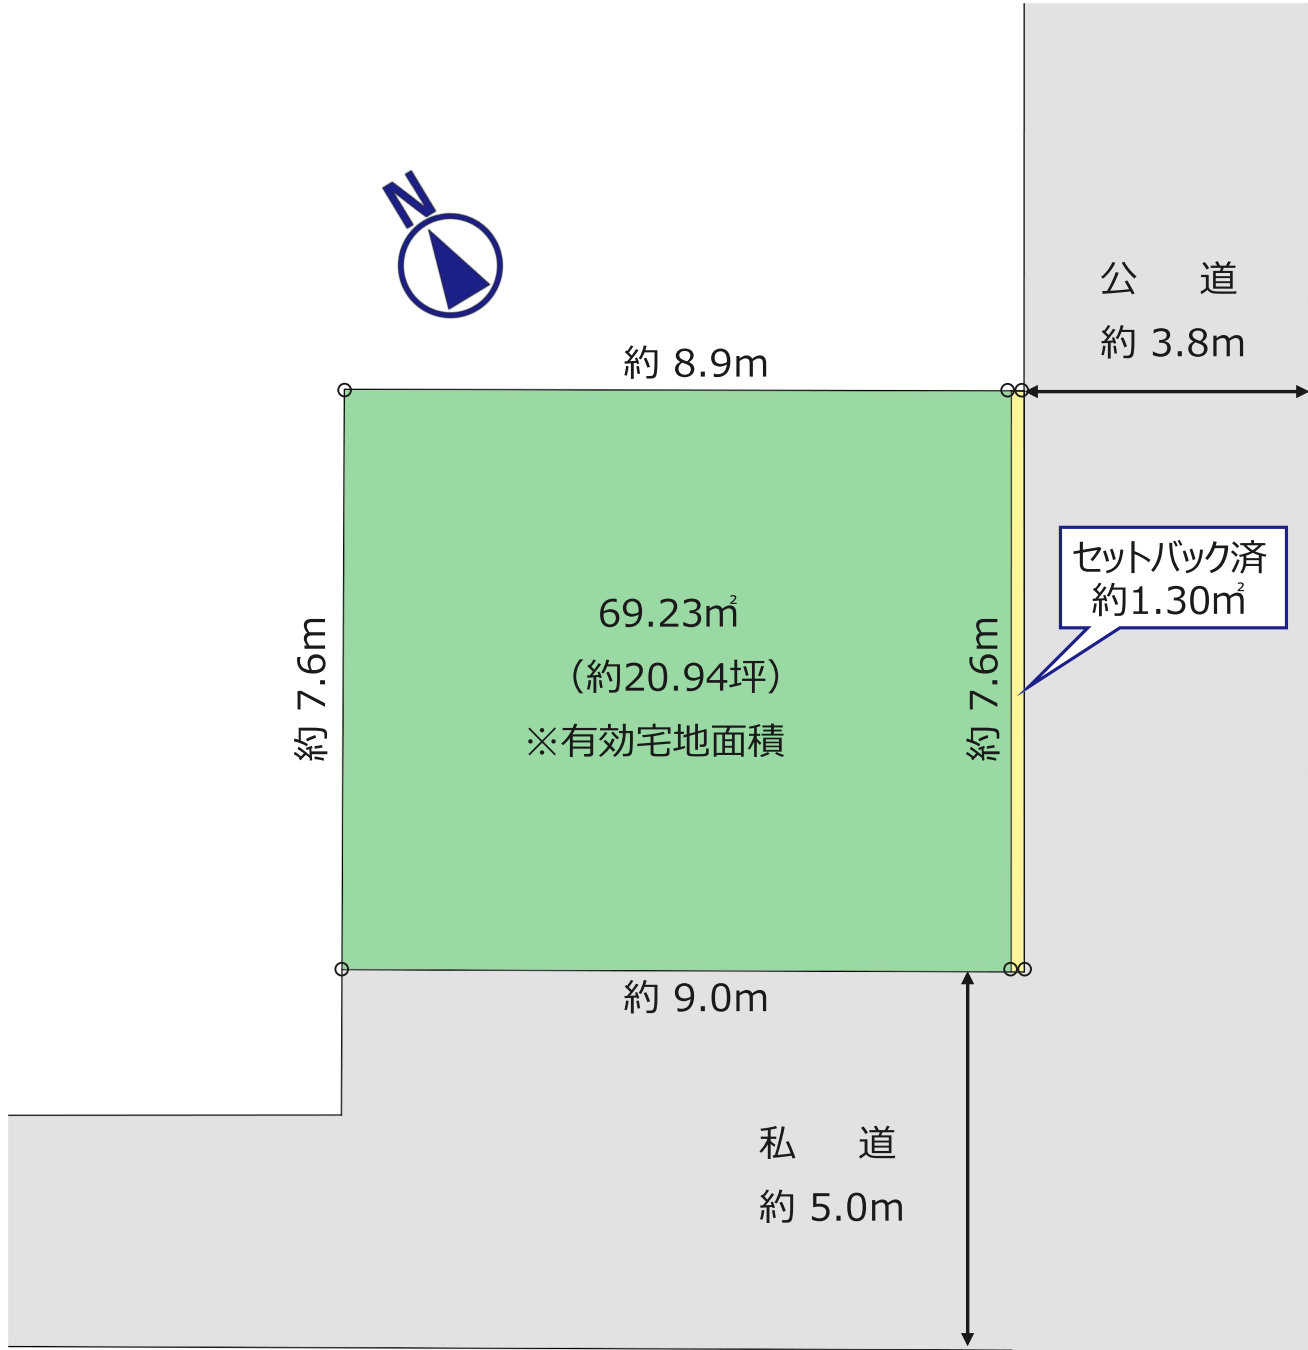 N
公 道
約 3.8m
約 8.9m
セットバック済
約1.30㎡
69.23㎡
（約20.94坪）
※有効宅地面積
約 7.6m
約 7.6m
約 9.0m
私 道
約 5.0m